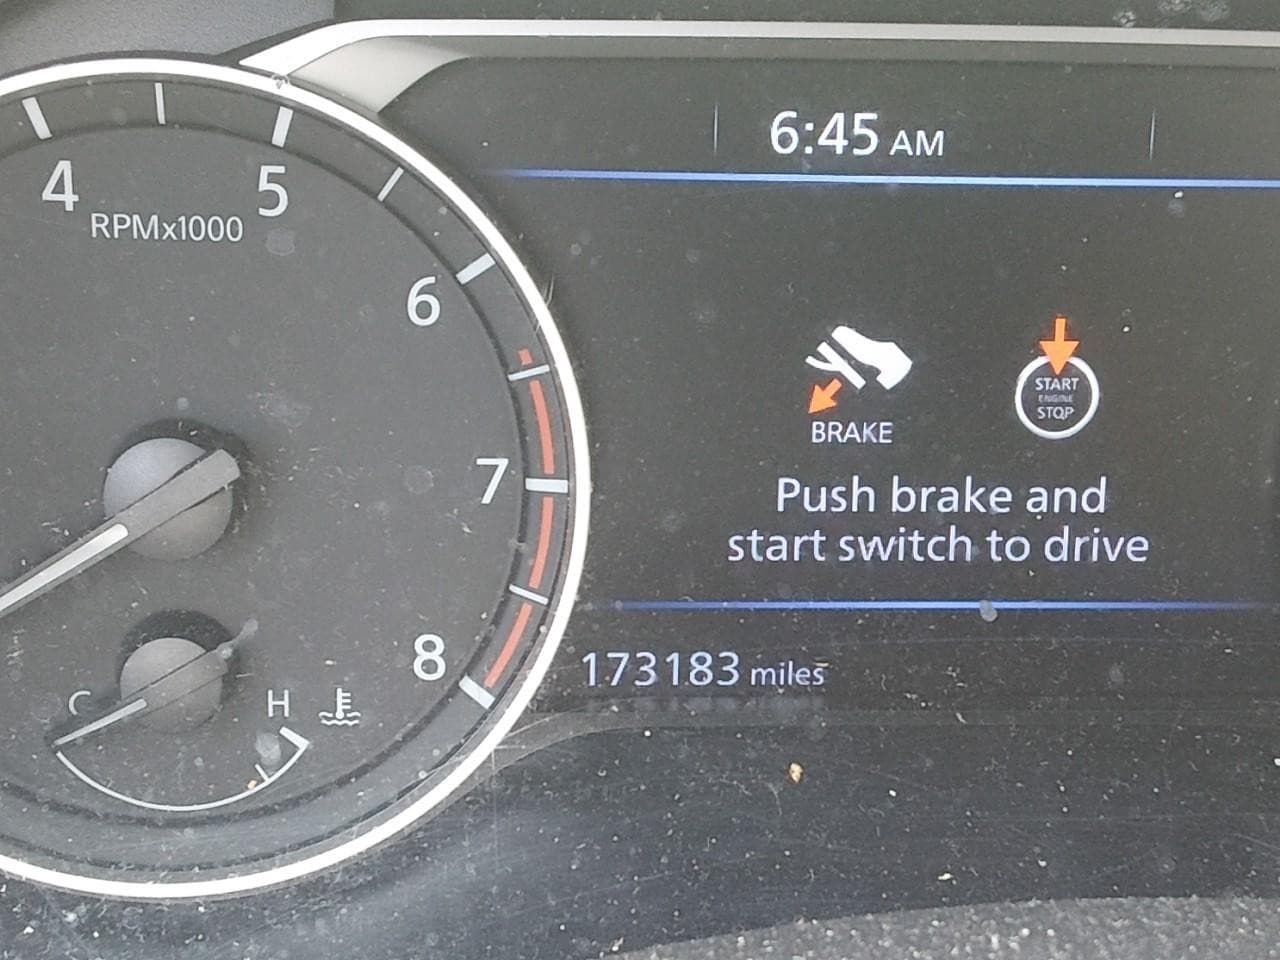 6:45 AM
4
5
RPMx1000
6
7
8
C
H
BRAKE
START
ENGINE
STOP
Push brake and
start switch to drive
173183 miles